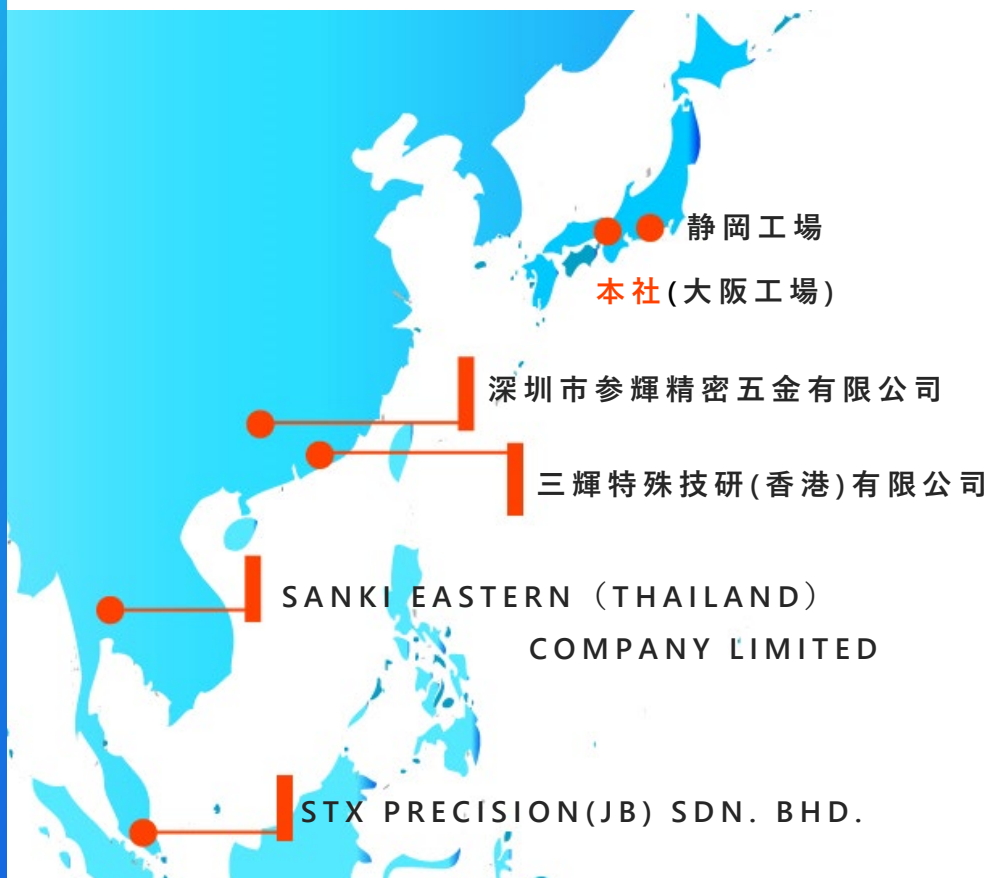 静岡工場
本社(大阪工場)
深圳市参輝精密五金有限公司
三輝特殊技研(香港)有限公司
SANKI EASTERN（THAILAND）
COMPANY LIMITED
STX PRECISION(JB) SDN. BHD.